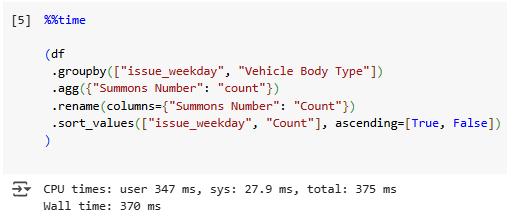 [5] %%time
(df
.groupby(["issue_weekday", "Vehicle Body Type"])
.agg({"Summons Number": "count"})
.rename(columns={"Summons Number": "Count"})
.sort_values(["issue_weekday", "Count"], ascending=[True, False])
)
CPU times: user 347 ms, sys: 27.9 ms, total: 375 ms
Wall time: 370 ms